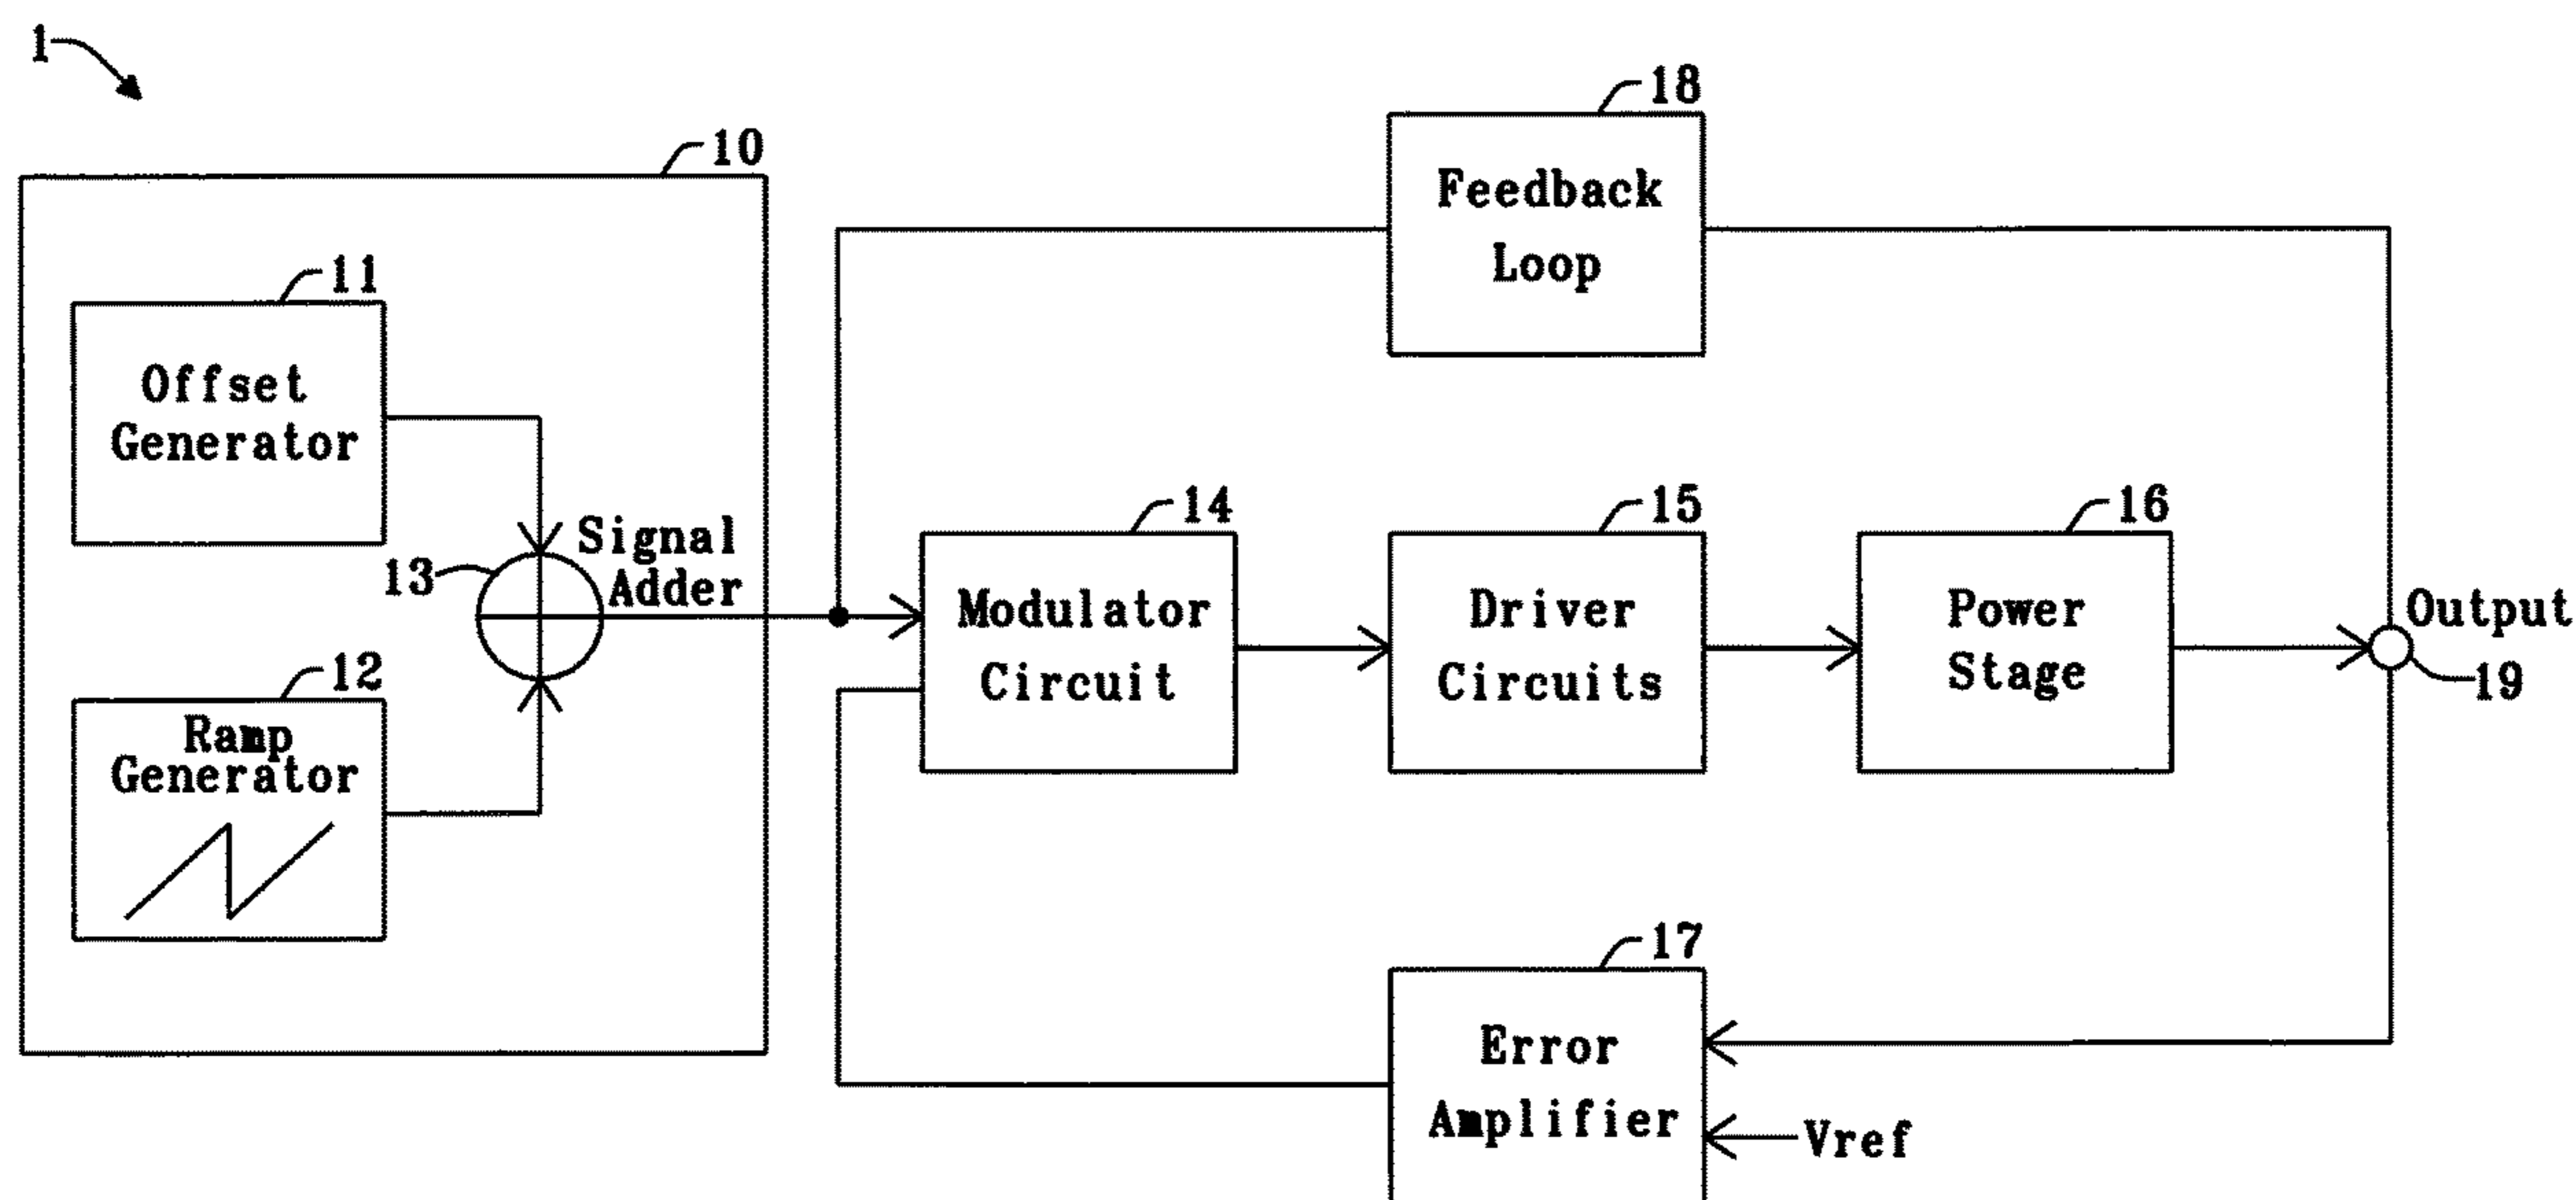 1
10
11
Offset
Generator
12
Ramp
Generator
13
Signal
Adder
18
Feedback
Loop
14
Modulator
Circuit
15
Driver
Circuits
16
Power
Stage
Output
19
17
Error
Amplifier
Vref